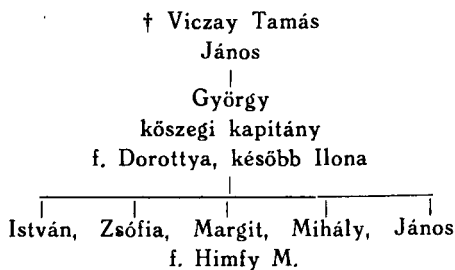 † Viczay Tamás
János
György
kőszegi kapitány
f. Dorottya, később Ilona
István, Zsófia, Margit, Mihály, János
f. Himfy M.